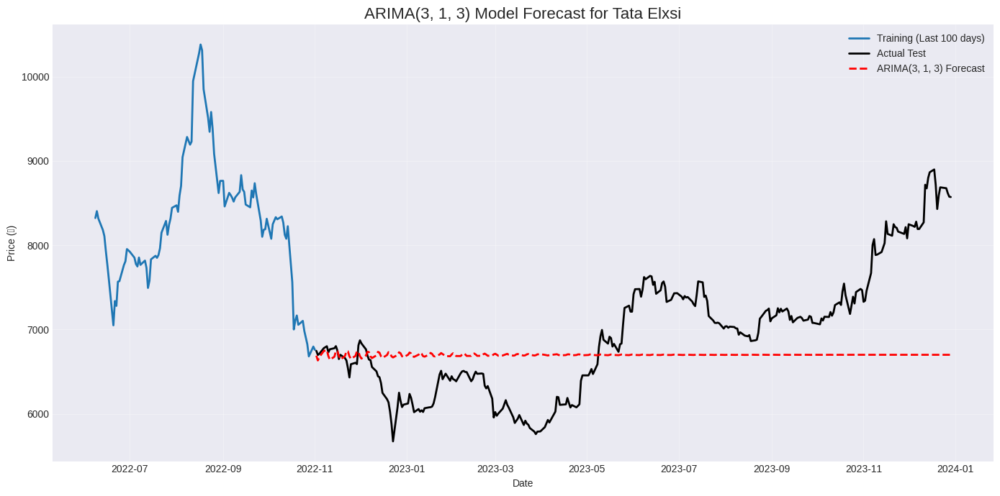 ARIMA(3, 1, 3) Model Forecast for Tata Elxsi
Training (Last 100 days)
Actual Test
ARIMA(3, 1, 3) Forecast
Price (▯)
10000
9000
8000
7000
6000
2022-07
2022-09
2022-11
2023-01
2023-03
2023-05
2023-07
2023-09
2023-11
2024-01
Date